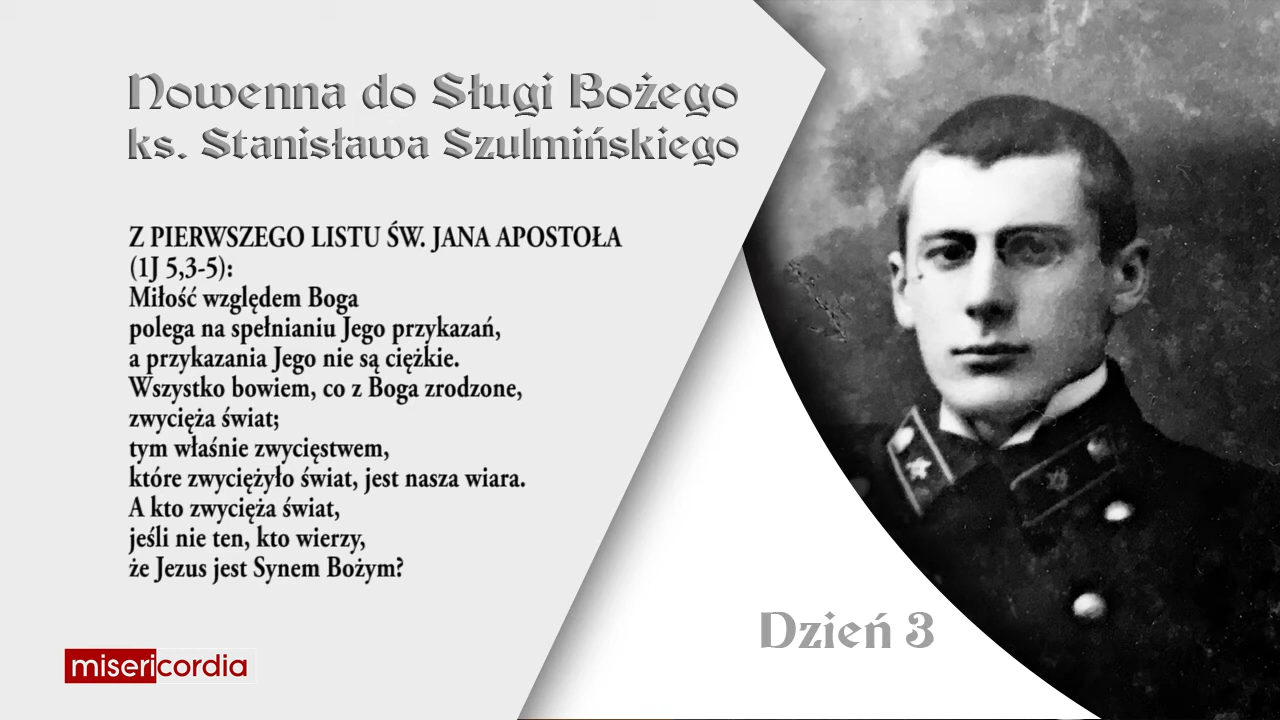 Nowenna do Sługi Bożego
ks. Stanisława Szulmińskiego
Z PIERWSZEGO LISTU ŚW. JANA APOSTOŁA
(1J 5,3-5):
Miłość względem Boga
polega na spełnianiu Jego przykazań,
a przykazania Jego nie są ciężkie.
Wszystko bowiem, co z Boga zrodzone,
zwycięża świat;
tym właśnie zwycięstwem,
które zwyciężyło świat, jest nasza wiara.
A kto zwycięża świat,
jeśli nie ten, kto wierzy,
że Jezus jest Synem Bożym?
Dzień 3
misericordia